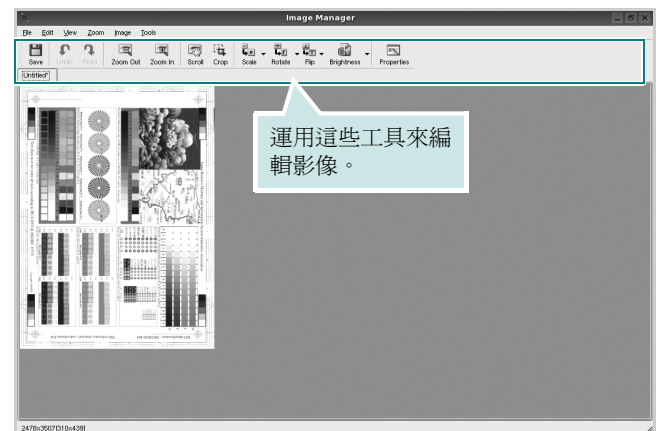 Image Manager
File Edit View Zoom Image Tools
Save Undo Redo Zoom Out Zoom In Scroll Crop Scale Rotate Flip Brightness Properties
Untitled*
運用這些工具來編
輯影像。
2478x3507[310x439]